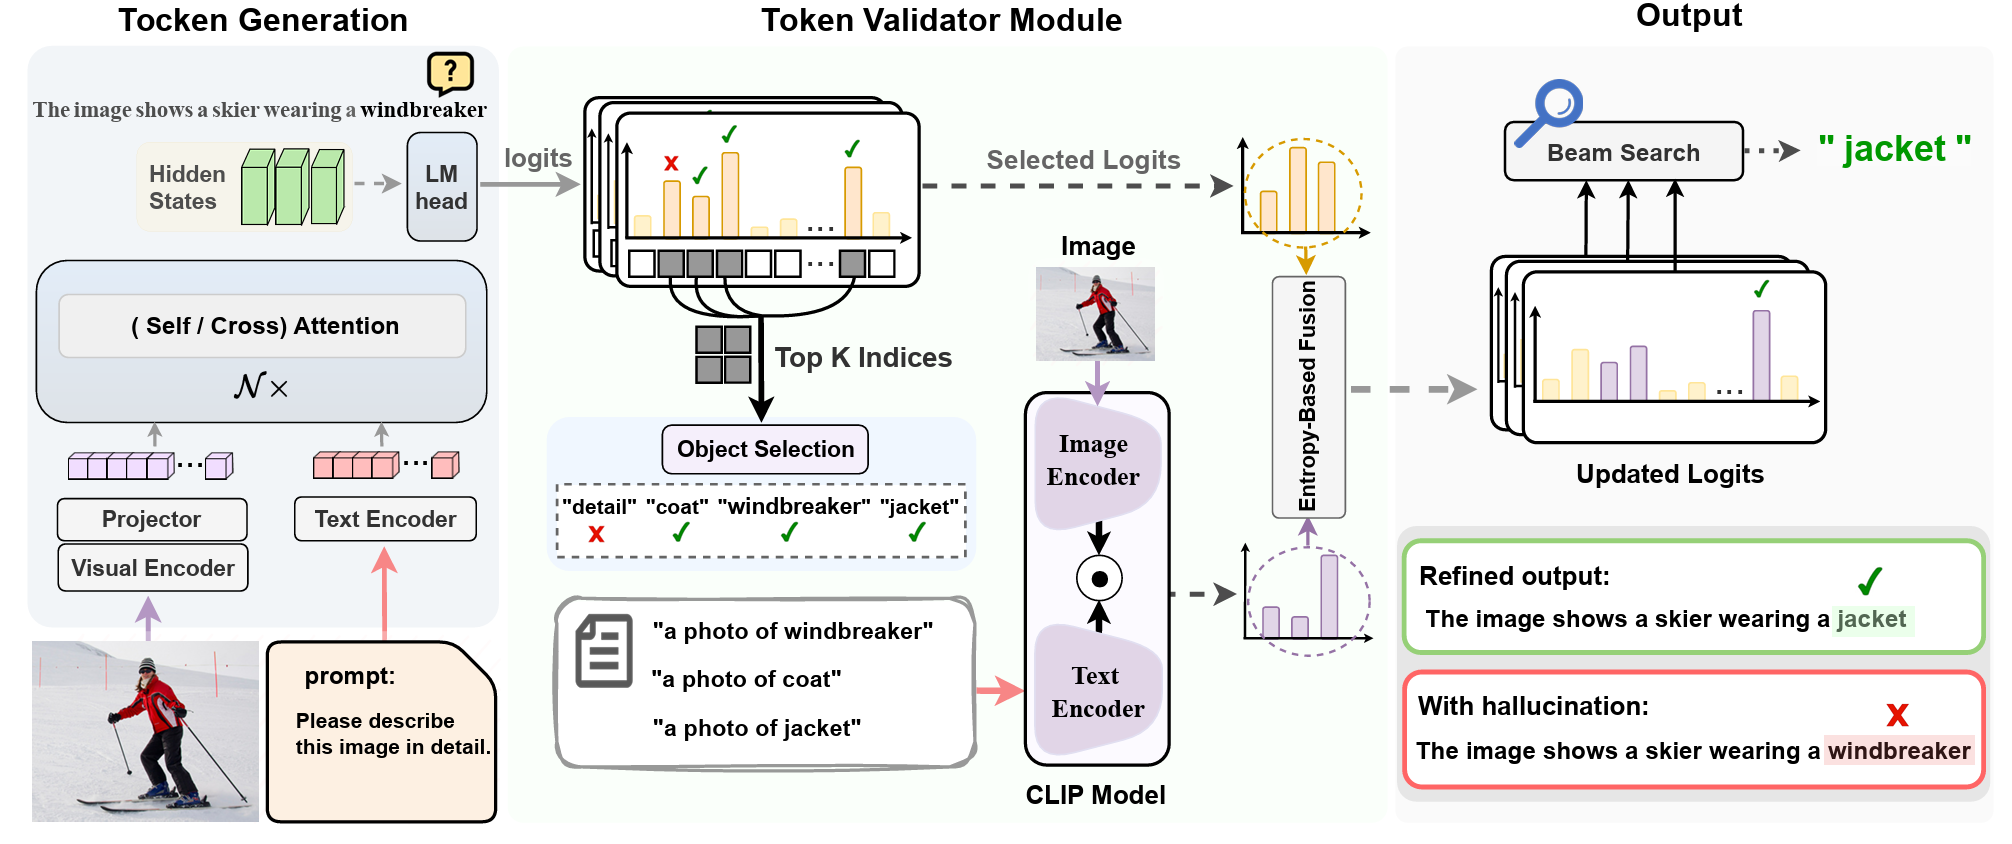 Tocken Generation
The image shows a skier wearing a windbreaker
?
Hidden
States
LM
head
( Self / Cross) Attention
N ×
...
...
Projector
Text Encoder
Visual Encoder
prompt:
Please describe
this image in detail.
Token Validator Module
logits
x
...
...
Selected Logits
Top K Indices
Image
Object Selection
"detail" "coat" "windbreaker" "jacket"
x
"a photo of windbreaker"
"a photo of coat"
"a photo of jacket"
Image
Encoder
Text
Encoder
CLIP Model
Entropy-Based Fusion
Output
Beam Search
" jacket "
...
Updated Logits
Refined output:
The image shows a skier wearing a jacket
With hallucination:
x
The image shows a skier wearing a windbreaker